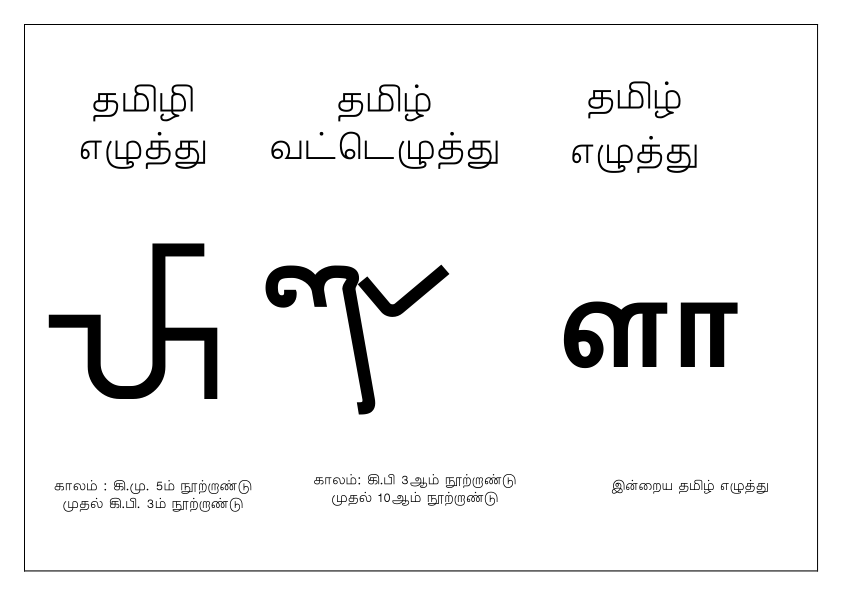 தமிழி
எழுத்து
தமிழ்
வட்டெழுத்து
தமிழ்
எழுத்து
ளா
காலம் : கி.மு. 5ம் நூற்றாண்டு
முதல் கி.பி. 3ம் நூற்றாண்டு
காலம்: கி.பி 3ஆம் நூற்றாண்டு
முதல் 10ஆம் நூற்றாண்டு
இன்றைய தமிழ் எழுத்து